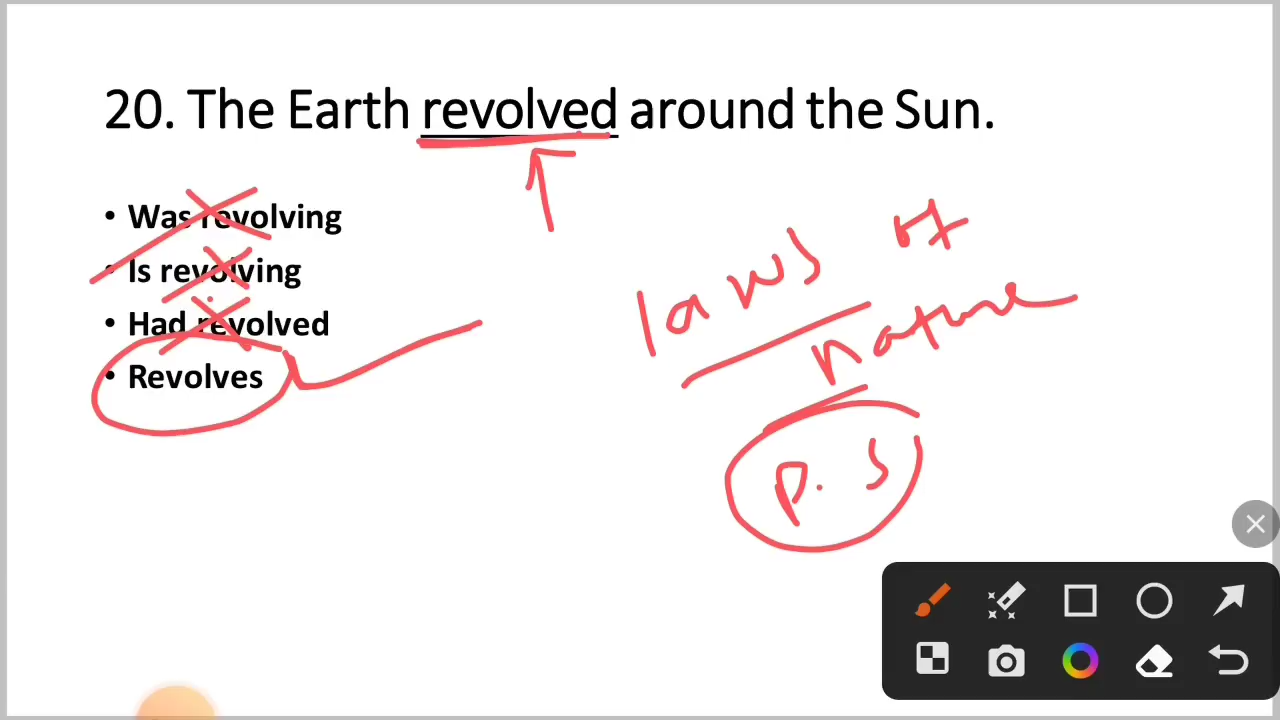 20. The Earth revolved around the Sun.
• Was revolving
• Is revolving
• Had revolved
• Revolves
laws of
nature
P. S